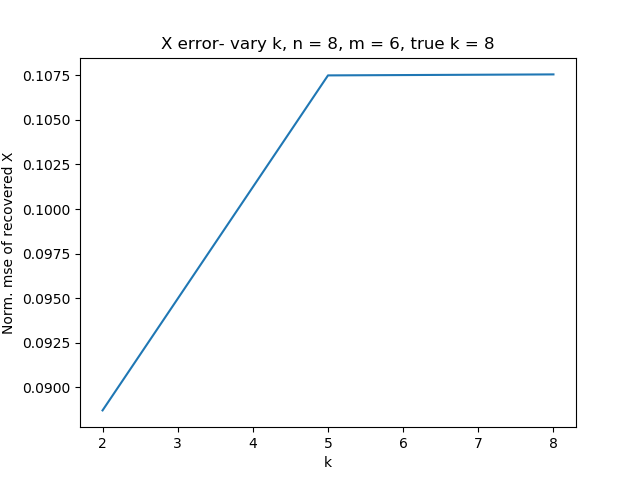 X error- vary k, n = 8, m = 6, true k = 8
Norm. mse of recovered X
0.1075
0.1050
0.1025
0.1000
0.0975
0.0950
0.0925
0.0900
2 3 4 5 6 7 8
k